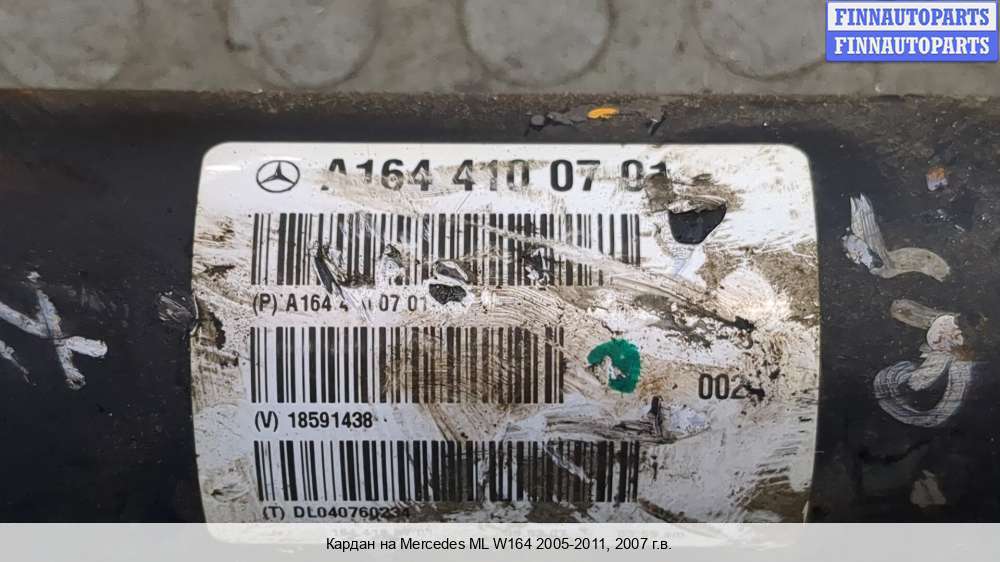 FINNAUTOPARTS
FINNAUTOPARTS
A164 410 07 01
(P) A164 410 07 01
002
(V) 18591438
(T) DL040760234
Кардан на Mercedes ML W164 2005-2011, 2007 г.в.